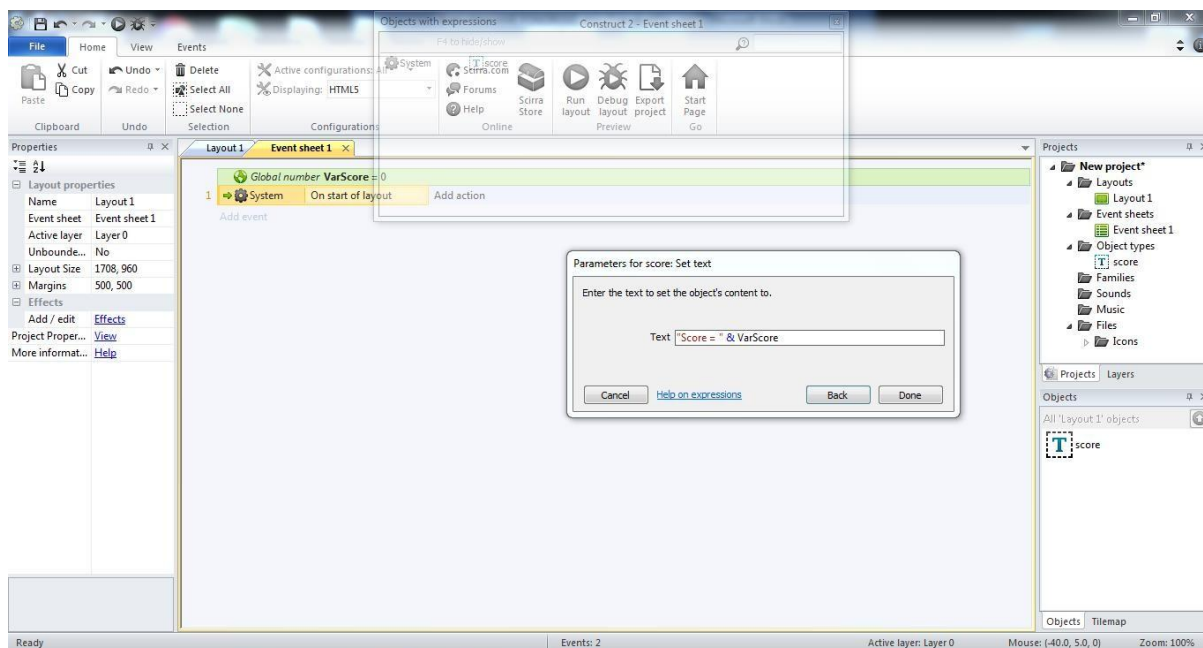 Objects with expressions
Construct 2 - Event sheet 1
F4 to hide/show
File Home View Events
Paste
Cut
Copy
Clipboard
Undo
Redo
Undo
Delete
Select All
Select None
Selection
Active configurations: All
Displaying: HTML5
Configurations
System
score
Scirra.com
Forums
Help
Online
Scirra Store
Run layout
Debug layout
Export project
Preview
Start Page
Go
Properties
Layout properties
Name Layout 1
Event sheet Event sheet 1
Active layer Layer 0
Unbounde... No
Layout Size 1708, 960
Margins 500, 500
Effects
Add / edit Effects
Project Proper... View
More informat... Help
Layout 1 Event sheet 1
Global number VarScore = 0
1 System On start of layout Add action
Add event
Parameters for score: Set text
Enter the text to set the object's content to.
Text "Score = " & VarScore
Cancel Help on expressions Back Done
Projects
New project*
Layouts
Layout 1
Event sheets
Event sheet 1
Object types
T score
Families
Sounds
Music
Files
Icons
Projects Layers
Objects
All 'Layout 1' objects
T score
Objects Tilemap
Ready Events: 2 Active layer: Layer 0 Mouse: (-40.0, 5.0, 0) Zoom: 100%